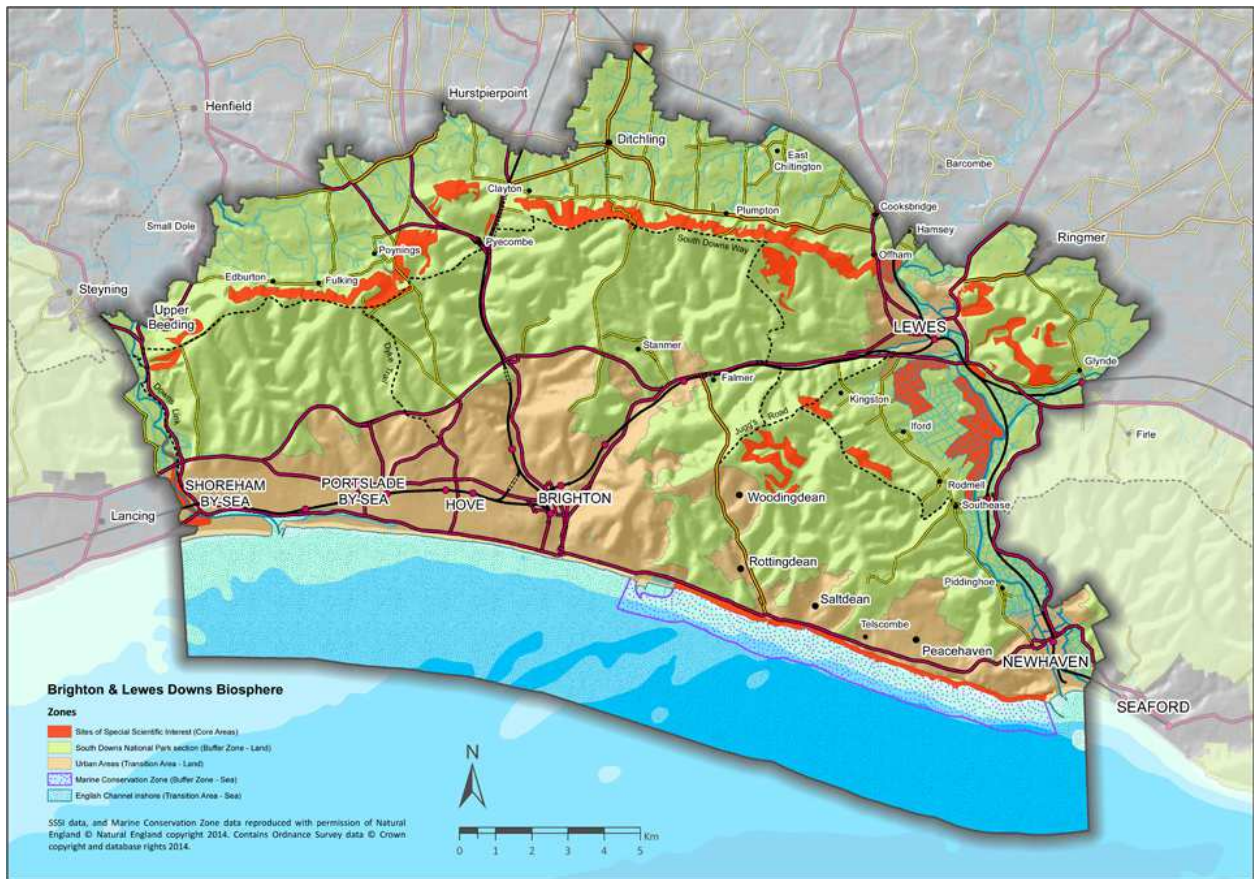 Hurstpierpoint
Henfield
Ditchling
East
Chiltington
Barcombe
Clayton
Plumpton
Cooksbridge
Small Dole
Hamsey
Ringmer
Poynings
Pyecombe
South Downs Way
Offham
Edburton
Fulking
Steyning
Upper
Beeding
LEWES
Stanmer
Dyke Trail
Glynde
Falmer
Kingston
Downs Link
Jugg's Road
Iford
Firle
SHOREHAM
BY-SEA
PORTSLADE
BY-SEA
HOVE
BRIGHTON
Woodingdean
Rodmell
Southease
Lancing
Rottingdean
Piddinghoe
Saltdean
Telscombe
Peacehaven
NEWHAVEN
SEAFORD
Brighton & Lewes Downs Biosphere
Zones
Sites of Special Scientific Interest (Core Areas)
South Downs National Park section (Buffer Zone - Land)
Urban Areas (Transition Area - Land)
Marine Conservation Zone (Buffer Zone - Sea)
English Channel inshore (Transition Area - Sea)
SSSI data, and Marine Conservation Zone data reproduced with permission of Natural
England © Natural England copyright 2014. Contains Ordnance Survey data © Crown
copyright and database rights 2014.
N
Km
0 1 2 3 4 5